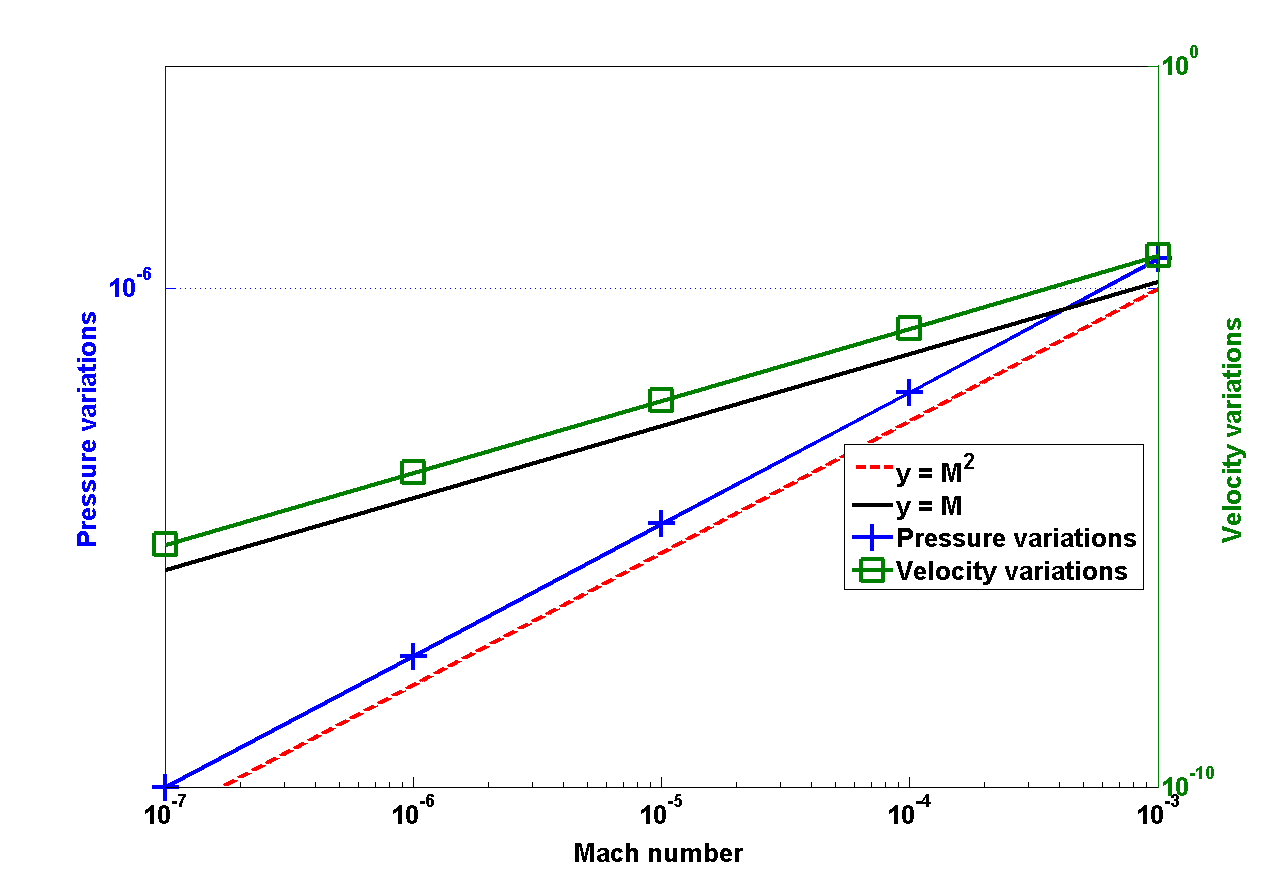 10^0
10^-6
Pressure variations
Velocity variations
y = M^2
y = M
Pressure variations
Velocity variations
10^-10
10^-7 10^-6 10^-5 10^-4 10^-3
Mach number